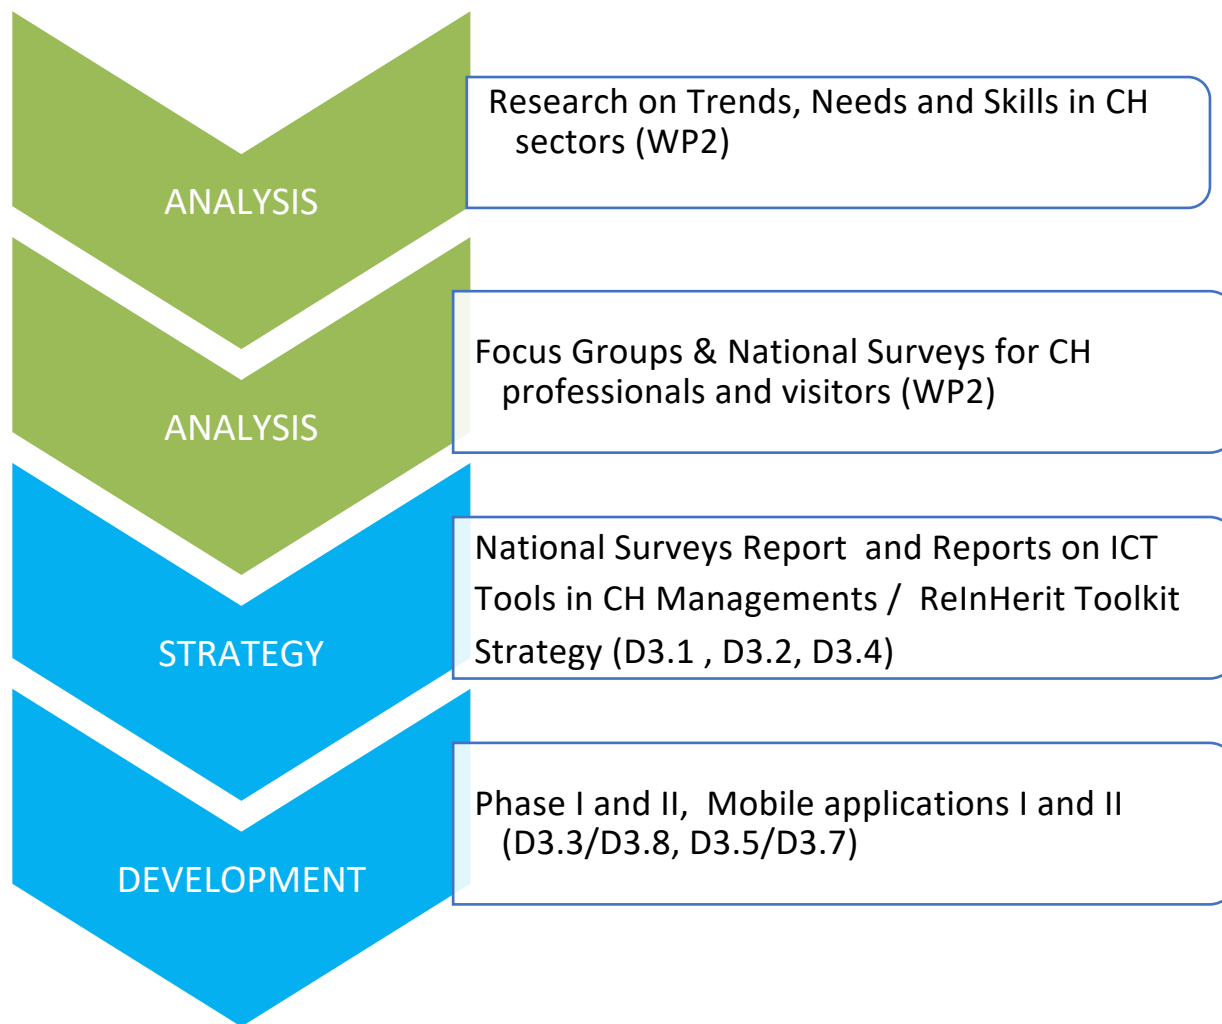 Research on Trends, Needs and Skills in CH
sectors (WP2)
ANALYSIS
Focus Groups & National Surveys for CH
professionals and visitors (WP2)
ANALYSIS
National Surveys Report  and Reports on ICT
Tools in CH Managements /  ReInHerit Toolkit
Strategy (D3.1 , D3.2, D3.4)
STRATEGY
Phase I and II,  Mobile applications I and II
(D3.3/D3.8, D3.5/D3.7)
DEVELOPMENT